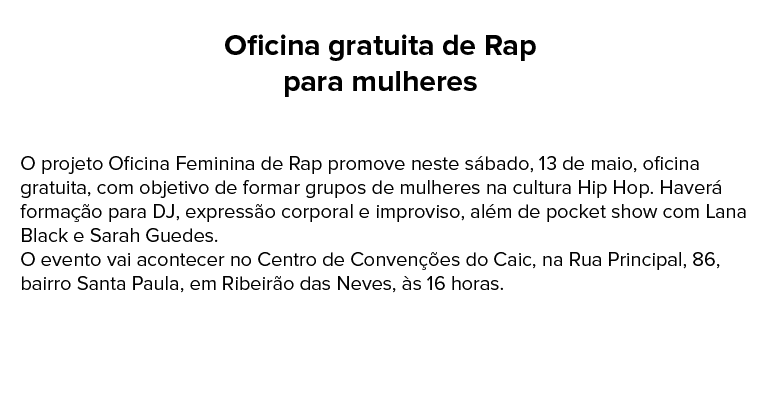 Oficina gratuita de Rap
para mulheres
O projeto Oficina Feminina de Rap promove neste sábado, 13 de maio, oficina
gratuita, com objetivo de formar grupos de mulheres na cultura Hip Hop. Haverá
formação para DJ, expressão corporal e improviso, além de pocket show com Lana
Black e Sarah Guedes.
O evento vai acontecer no Centro de Convenções do Caic, na Rua Principal, 86,
bairro Santa Paula, em Ribeirão das Neves, às 16 horas.